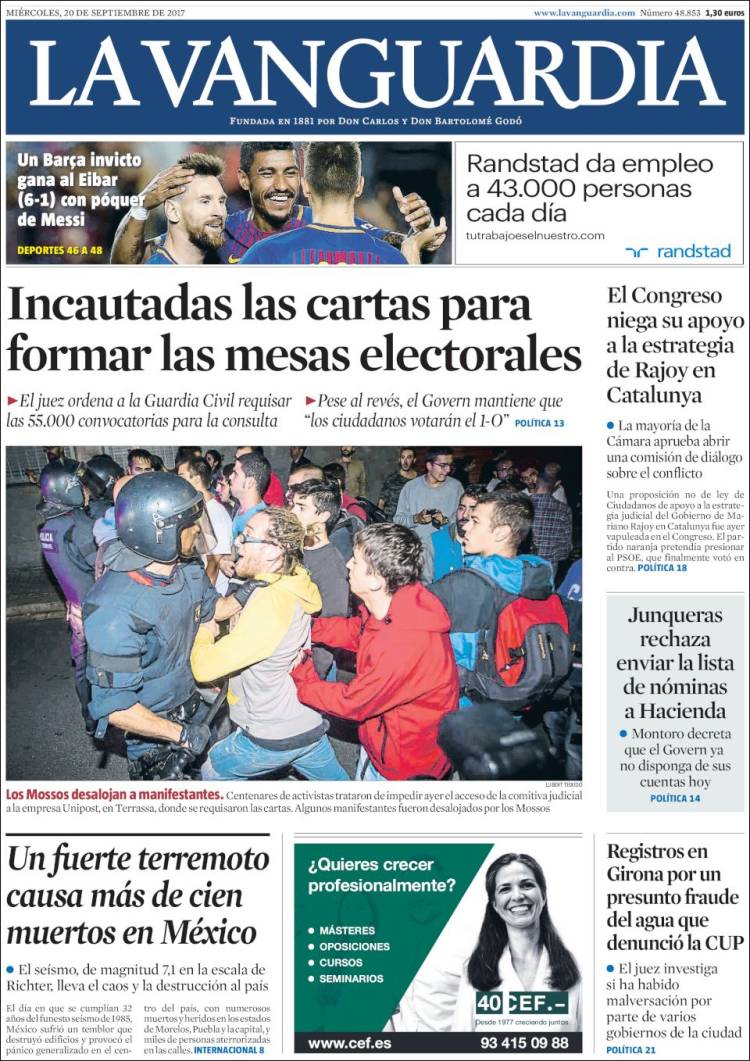 MIÉRCOLES, 20 DE SEPTIEMBRE DE 2017
www.lavanguardia.com Número 48.853 1,30 euros
LA VANGUARDIA
FUNDADA EN 1881 POR DON CARLOS Y DON BARTOLOMÉ GODÓ
Un Barça invicto
gana al Eibar
(6-1) con póquer
de Messi
DEPORTES 46 A 48
Randstad da empleo
a 43.000 personas
cada día
tutrabajoeselnuestro.com
randstad
Incautadas las cartas para
formar las mesas electorales
El juez ordena a la Guardia Civil requisar
las 55.000 convocatorias para la consulta
Pese al revés, el Govern mantiene que
“los ciudadanos votarán el 1-O” POLÍTICA 13
LLIBERT TEIXIDÓ
Los Mossos desalojan a manifestantes. Centenares de activistas trataron de impedir ayer el acceso de la comitiva judicial
a la empresa Unipost, en Terrassa, donde se requisaron las cartas. Algunos manifestantes fueron desalojados por los Mossos
El Congreso
niega su apoyo
a la estrategia
de Rajoy en
Catalunya
• La mayoría de la
Cámara aprueba abrir
una comisión de diálogo
sobre el conflicto
Una proposición no de ley de
Ciudadanos de apoyo a la estrate-
gia judicial del Gobierno de Ma-
riano Rajoy en Catalunya fue ayer
vapuleada en el Congreso. El par-
tido naranja pretendía presionar
al PSOE, que finalmente votó en
contra. POLÍTICA 18
Junqueras
rechaza
enviar la lista
de nóminas
a Hacienda
• Montoro decreta
que el Govern ya
no disponga de sus
cuentas hoy
POLÍTICA 14
Un fuerte terremoto
causa más de cien
muertos en México
• El seísmo, de magnitud 7,1 en la escala de
Richter, lleva el caos y la destrucción al país
El día en que se cumplían 32
años del funesto seísmo de 1985,
México sufrió un temblor que
destruyó edificios y provocó el
pánico generalizado en el cen-
tro del país, con numerosos
muertos y heridos en los estados
de Morelos, Puebla y la capital, y
miles de personas aterrorizadas
en las calles. INTERNACIONAL 8
¿Quieres crecer
profesionalmente?
• MÁSTERES
• OPOSICIONES
• CURSOS
• SEMINARIOS
40 CEF.-
Desde 1977 creciendo juntos
www.cef.es
93 415 09 88
Registros en
Girona por un
presunto fraude
del agua que
denunció la CUP
• El juez investiga
si ha habido
malversación por
parte de varios
gobiernos de la ciudad
POLÍTICA 21